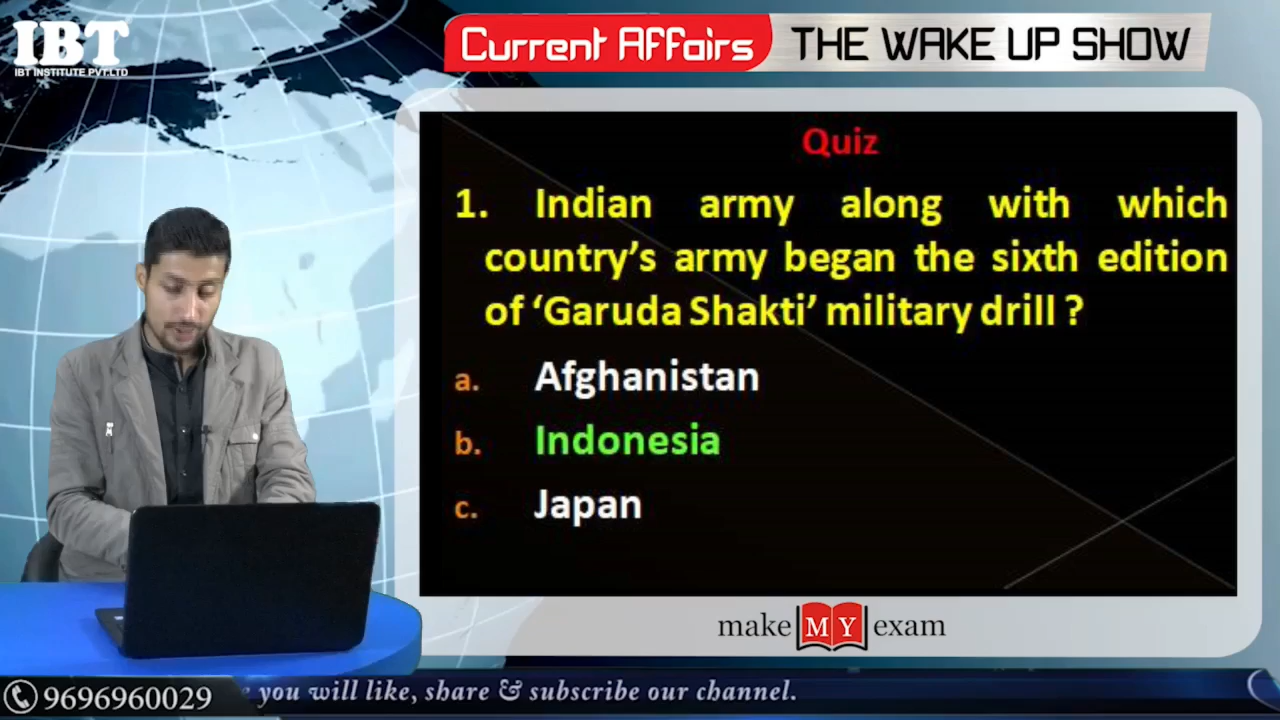 IBT
IBT INSTITUTE PVT.LTD
Current Affairs THE WAKE UP SHOW
Quiz
1. Indian army along with which
country's army began the sixth edition
of ‘Garuda Shakti’ military drill ?
a. Afghanistan
b. Indonesia
c. Japan
make MY exam
9696960029
you will like, share & subscribe our channel.